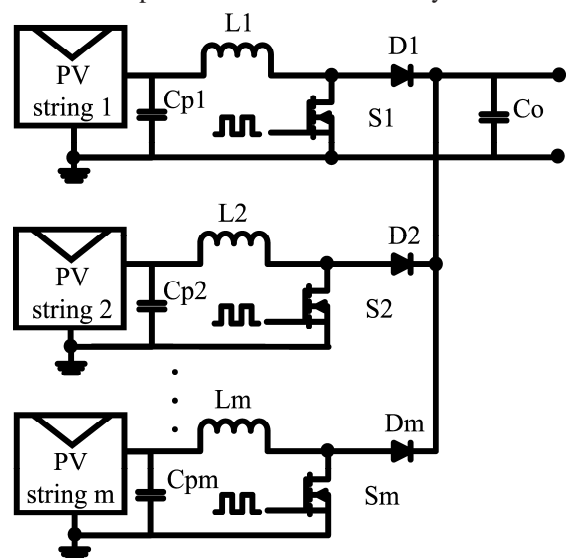 L1
D1
PV
string 1
Cp1
S1
Co
L2
D2
PV
string 2
Cp2
S2
Lm
Dm
PV
string m
Cpm
Sm